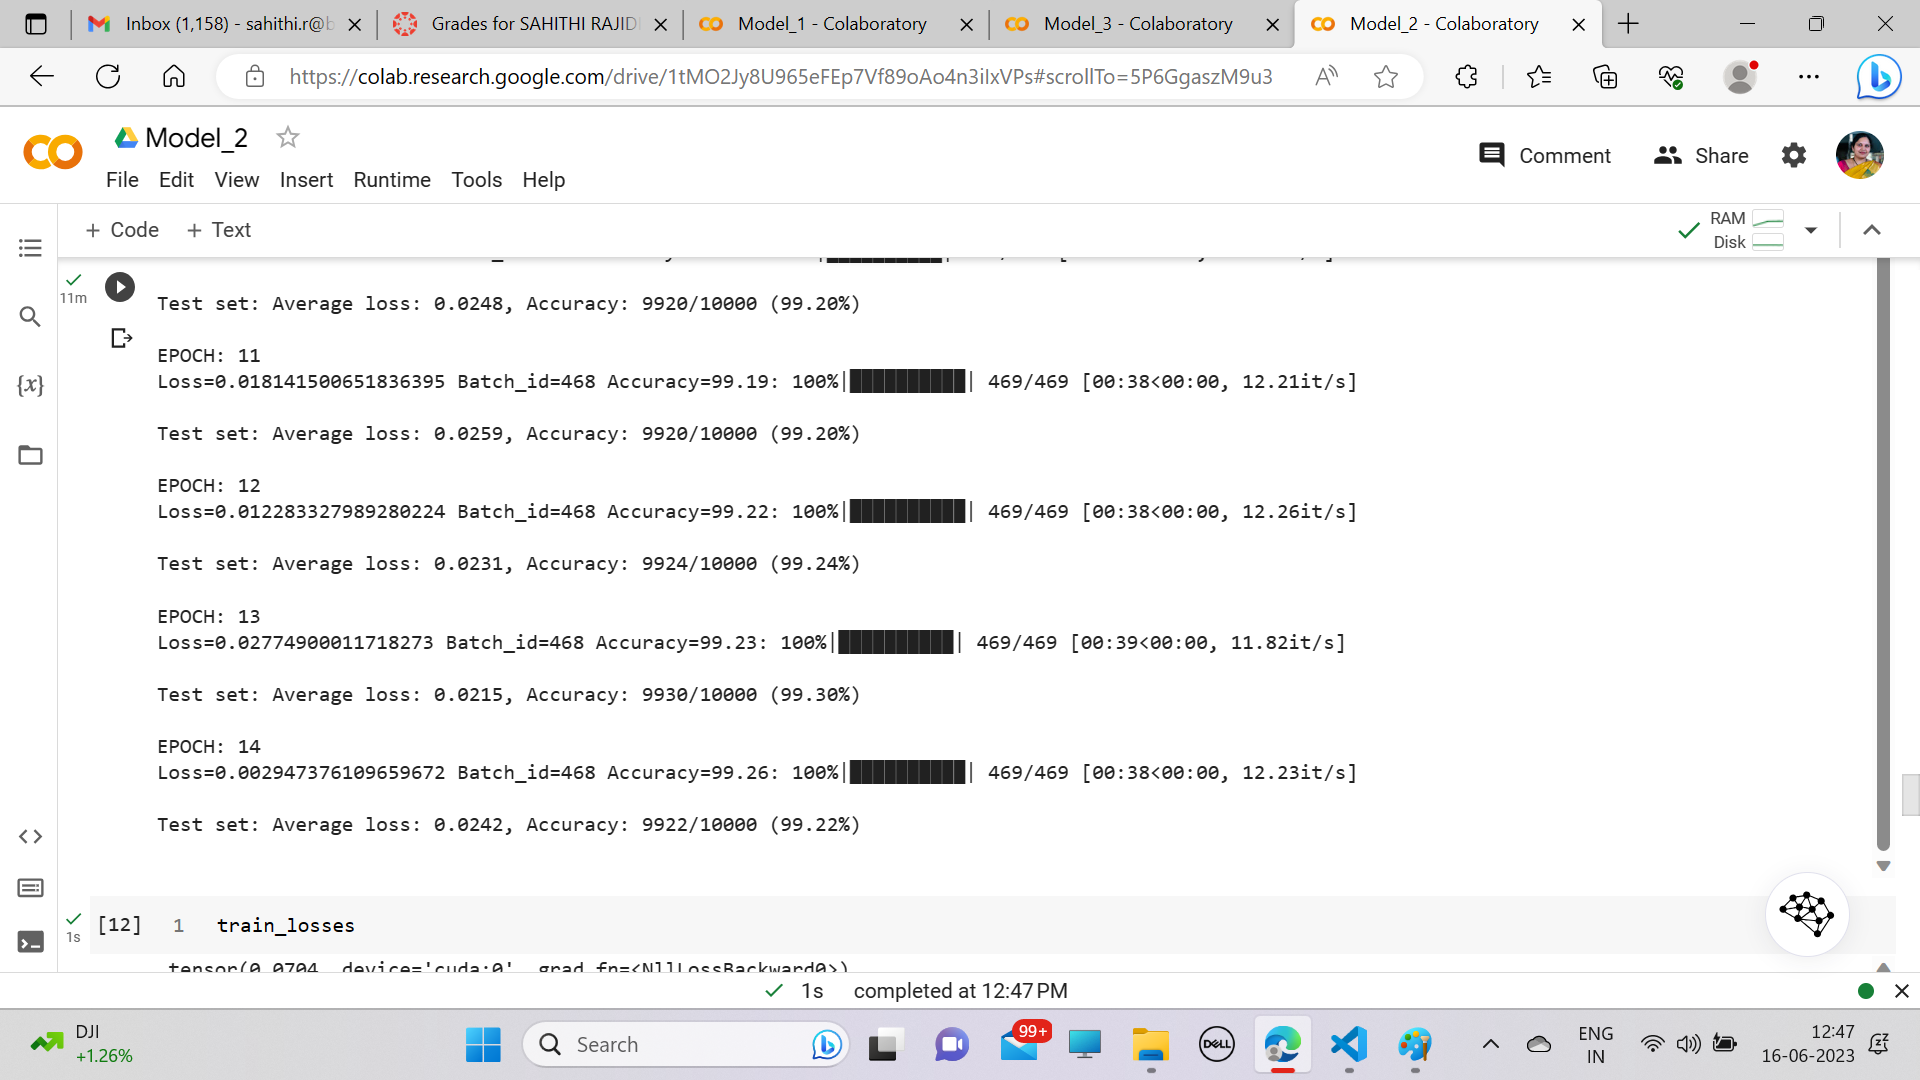 Inbox (1,158) - sahithi.r@b
Grades for SAHITHI RAJID
Model_1 - Colaboratory
Model_3 - Colaboratory
Model_2 - Colaboratory
https://colab.research.google.com/drive/1tMO2Jy8U965eFEp7Vf89oAo4n3iIxVPs#scrollTo=5P6GgaszM9u3
Model_2
File Edit View Insert Runtime Tools Help
Comment
Share
+ Code + Text
RAM
Disk
11m
Test set: Average loss: 0.0248, Accuracy: 9920/10000 (99.20%)
EPOCH: 11
Loss=0.018141500651836395 Batch_id=468 Accuracy=99.19: 100%|██████████| 469/469 [00:38<00:00, 12.21it/s]
Test set: Average loss: 0.0259, Accuracy: 9920/10000 (99.20%)
EPOCH: 12
Loss=0.012283327989280224 Batch_id=468 Accuracy=99.22: 100%|██████████| 469/469 [00:38<00:00, 12.26it/s]
Test set: Average loss: 0.0231, Accuracy: 9924/10000 (99.24%)
EPOCH: 13
Loss=0.02774900011718273 Batch_id=468 Accuracy=99.23: 100%|██████████| 469/469 [00:39<00:00, 11.82it/s]
Test set: Average loss: 0.0215, Accuracy: 9930/10000 (99.30%)
EPOCH: 14
Loss=0.002947376109659672 Batch_id=468 Accuracy=99.26: 100%|██████████| 469/469 [00:38<00:00, 12.23it/s]
Test set: Average loss: 0.0242, Accuracy: 9922/10000 (99.22%)
{x}
1s
[12] 1 train_losses
tensor(0.0704, device='cuda:0', grad_fn=<NllLossBackward0>)
1s completed at 12:47 PM
DJI
+1.26%
Search
99+
DELL
ENG
IN
12:47
16-06-2023